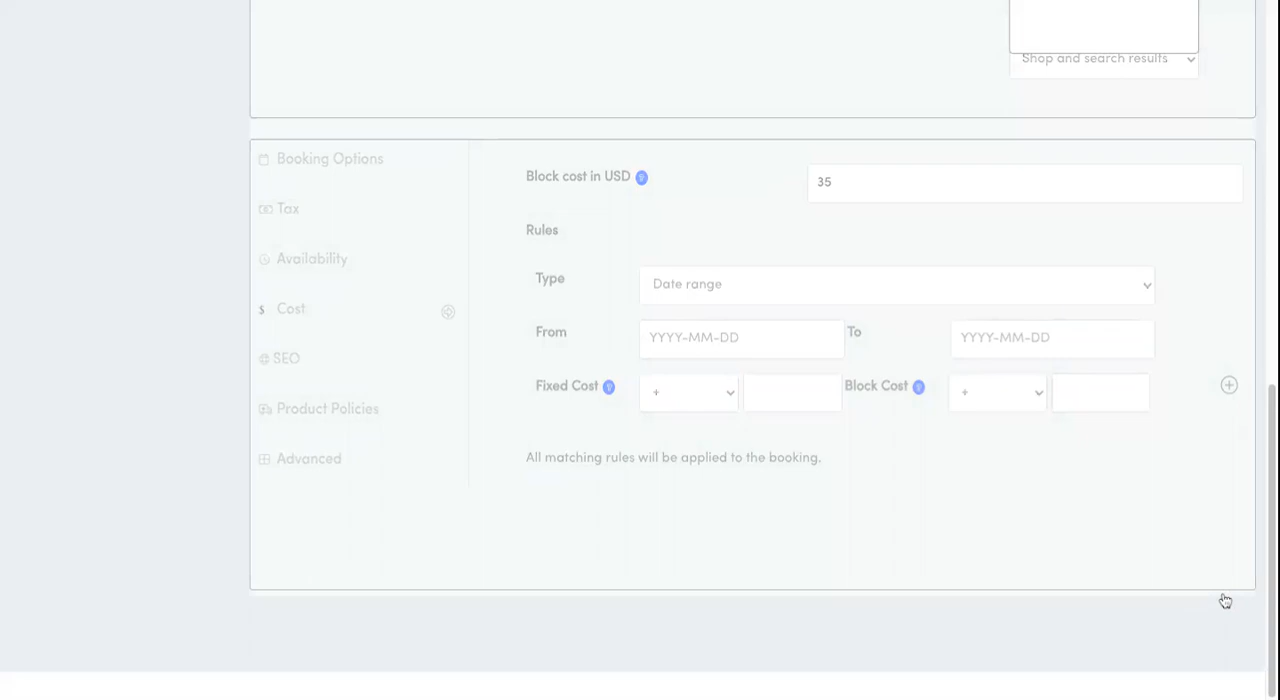 Shop and search results
Booking Options
Tax
Availability
$ Cost
SEO
Product Policies
Advanced
Block cost in USD
35
Rules
Type
Date range
From
YYYY-MM-DD
To
YYYY-MM-DD
Fixed Cost
+
Block Cost
+
All matching rules will be applied to the booking.